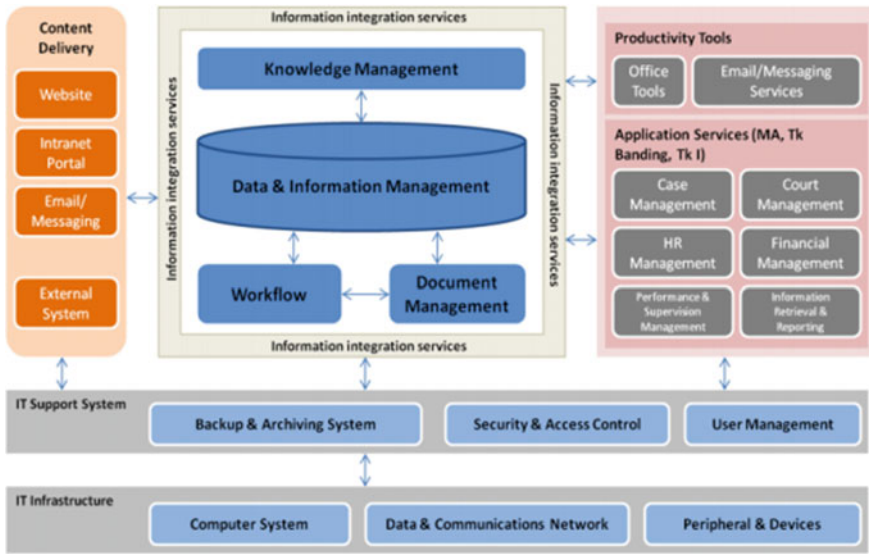 Content
Delivery
Website
Intranet
Portal
Email/
Messaging
External
System
Information integration services
Information integration services
Knowledge Management
Data & Information Management
Workflow
Document
Management
Information integration services
Information integration services
Productivity Tools
Office
Tools
Email/Messaging
Services
Application Services (MA, Tk
Banding, Tk I)
Case
Management
Court
Management
HR
Management
Financial
Management
Performance &
Supervision
Management
Information
Retrieval &
Reporting
IT Support System
Backup & Archiving System
Security & Access Control
User Management
IT Infrastructure
Computer System
Data & Communications Network
Peripheral & Devices